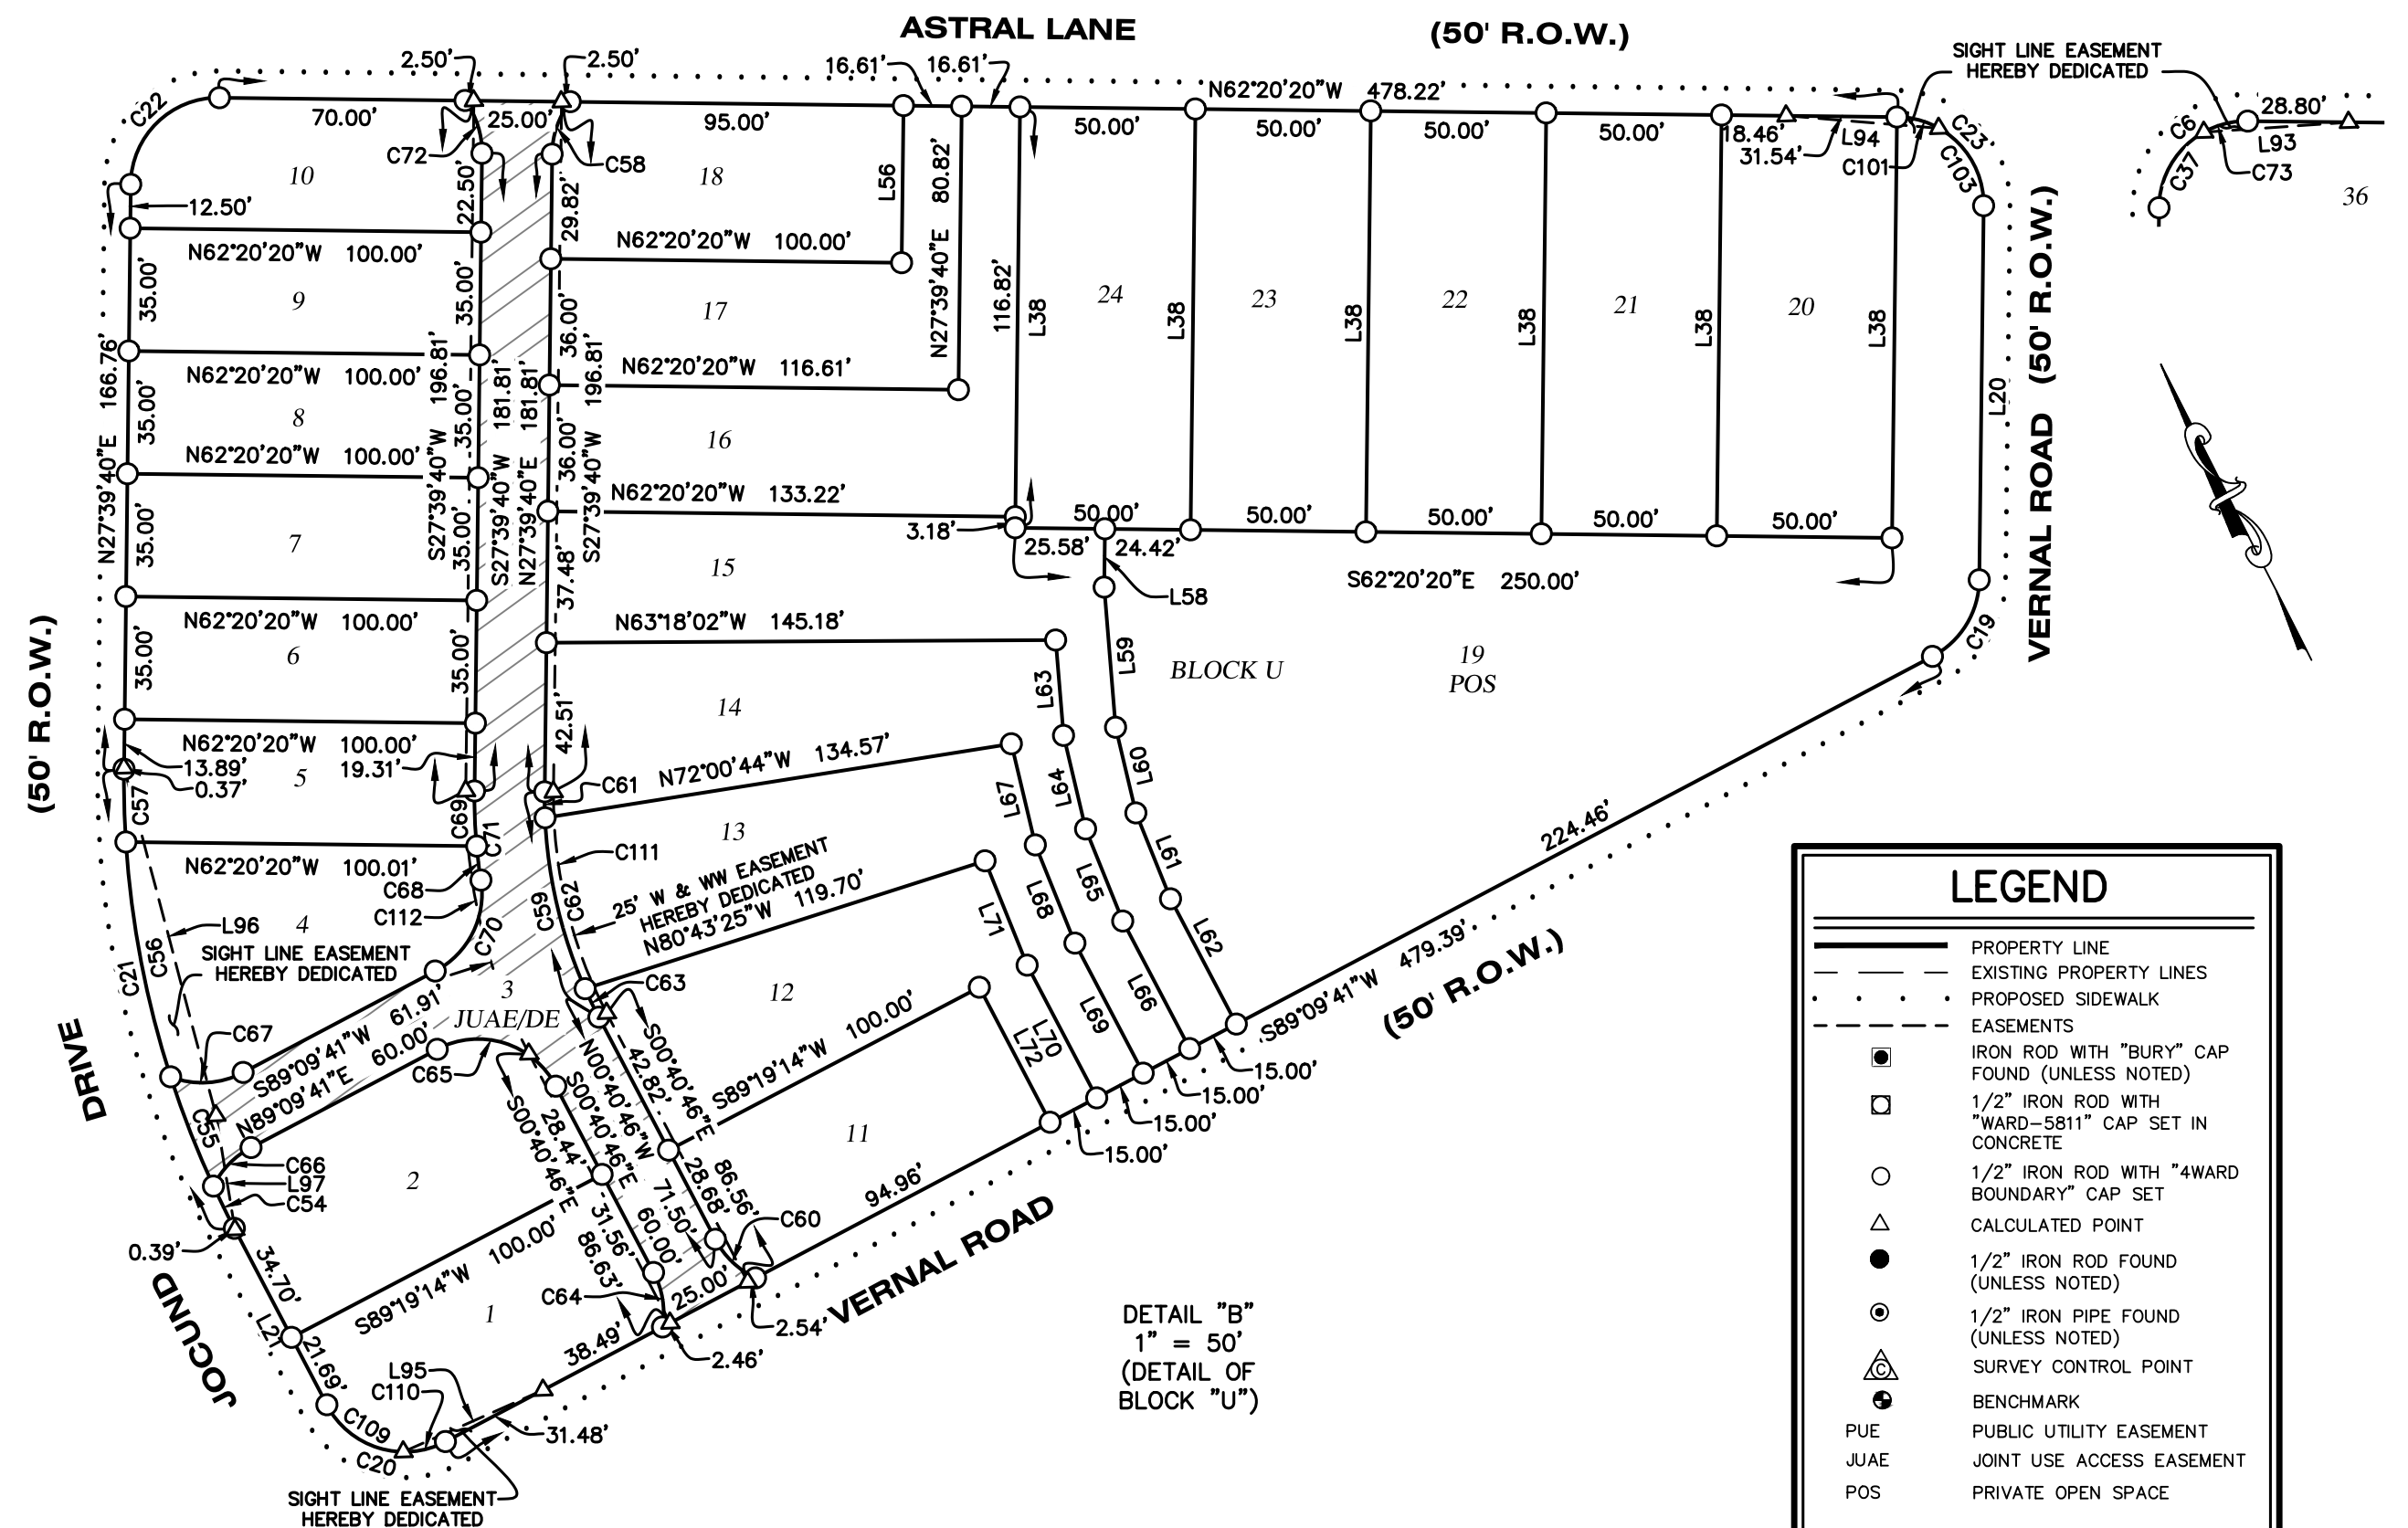 ASTRAL LANE (50' R.O.W.)
SIGHT LINE EASEMENT
HEREBY DEDICATED
2.50'
2.50'
16.61'
16.61'
N62°20'20"W 478.22'
28.80'
C22
70.00'
25.00'
95.00'
50.00'
50.00'
50.00'
50.00'
18.46'
31.54'
L94
C101
C23
C103
C6
C37
L93
C73
36
C72
C58
10
18
L56
N27°39'40"E 80.82'
12.50'
22.50'
29.82'
N62°20'20"W 100.00'
N62°20'20"W 100.00'
35.00'
9
35.00'
36.00'
17
116.82'
L38
24
L38
23
L38
22
L38
21
L38
20
L38
L20
VERNAL ROAD (50' R.O.W.)
N27°39'40"E 166.76'
N62°20'20"W 100.00'
S27°39'40"W 196.81'
S27°39'40"W 181.81'
N27°39'40"E 181.81'
S27°39'40"W 196.81'
N62°20'20"W 116.61'
35.00'
8
35.00'
36.00'
16
N62°20'20"W 100.00'
N62°20'20"W 133.22'
3.18'
50.00'
50.00'
50.00'
50.00'
50.00'
25.58'
24.42'
35.00'
7
35.00'
37.48'
15
S62°20'20"E 250.00'
L58
N62°20'20"W 100.00'
N63°18'02"W 145.18'
(50' R.O.W.)
35.00'
6
35.00'
42.51'
14
L63
L59
BLOCK U
19
POS
C19
N62°20'20"W 100.00'
13.89'
0.37'
5
19.31'
N72°00'44"W 134.57'
C61
L67
L64
L60
C57
C69
C71
13
C111
224.46'
N62°20'20"W 100.01'
C68
C112
25' W & WW EASEMENT
HEREBY DEDICATED
N80°43'25"W 119.70'
C59
C62
L68
L65
L61
L96
4
SIGHT LINE EASEMENT
HEREBY DEDICATED
C56
C21
C70
L71
L62
C63
12
L66
L69
S89°09'41"W 479.39'
(50' R.O.W.)
3
JUAE/DE
C67
S89°09'41"W 61.91'
N89°09'41"E 60.00'
C65
S89°19'14"W 100.00'
L70
L72
15.00'
15.00'
15.00'
15.00'
DRIVE
C55
C66
L97
C54
2
S00°40'46"E 86.63'
28.44'
S00°40'46"E 60.00'
N00°40'46"W 71.50'
42.82'
S00°40'46"E 86.56'
11
28.68'
31.56'
94.96'
0.39'
34.70'
S89°19'14"W 100.00'
C60
C64
25.00'
2.54'
VERNAL ROAD
JOCUND
L21
21.69'
1
38.49'
2.46'
L95
C110
C109
C20
31.48'
SIGHT LINE EASEMENT
HEREBY DEDICATED
DETAIL "B"
1" = 50'
(DETAIL OF
BLOCK "U")
LEGEND
PROPERTY LINE
EXISTING PROPERTY LINES
PROPOSED SIDEWALK
EASEMENTS
IRON ROD WITH "BURY" CAP
FOUND (UNLESS NOTED)
1/2" IRON ROD WITH
"WARD-5811" CAP SET IN
CONCRETE
1/2" IRON ROD WITH "4WARD
BOUNDARY" CAP SET
CALCULATED POINT
1/2" IRON ROD FOUND
(UNLESS NOTED)
1/2" IRON PIPE FOUND
(UNLESS NOTED)
C SURVEY CONTROL POINT
BENCHMARK
PUE PUBLIC UTILITY EASEMENT
JUAE JOINT USE ACCESS EASEMENT
POS PRIVATE OPEN SPACE